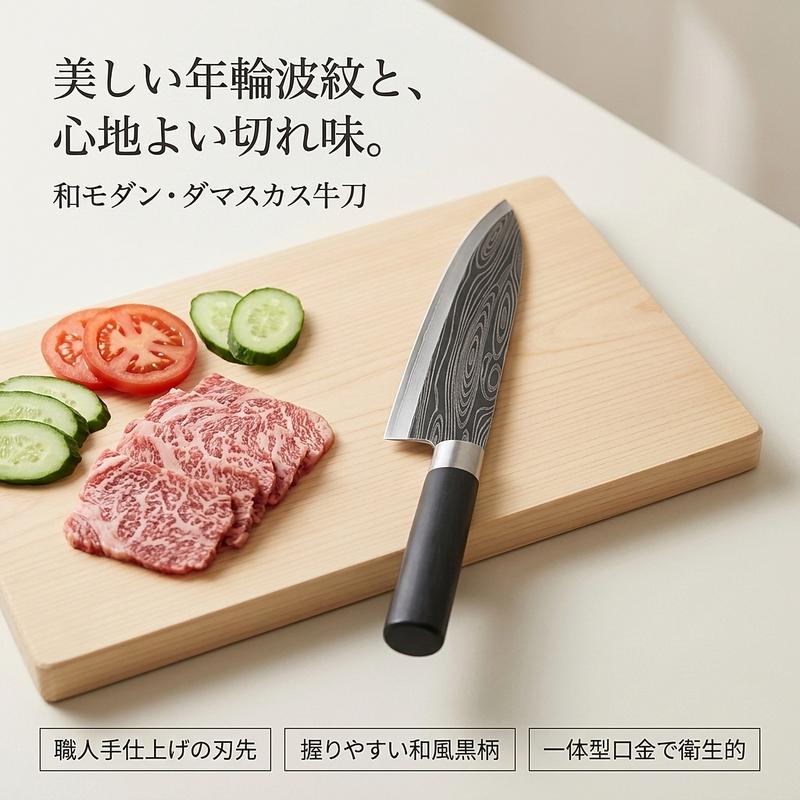 美しい年輪波紋と、
心地よい切れ味。
和モダン・ダマスカス牛刀
職人手仕上げの刃先
握りやすい和風黒柄
一体型口金で衛生的